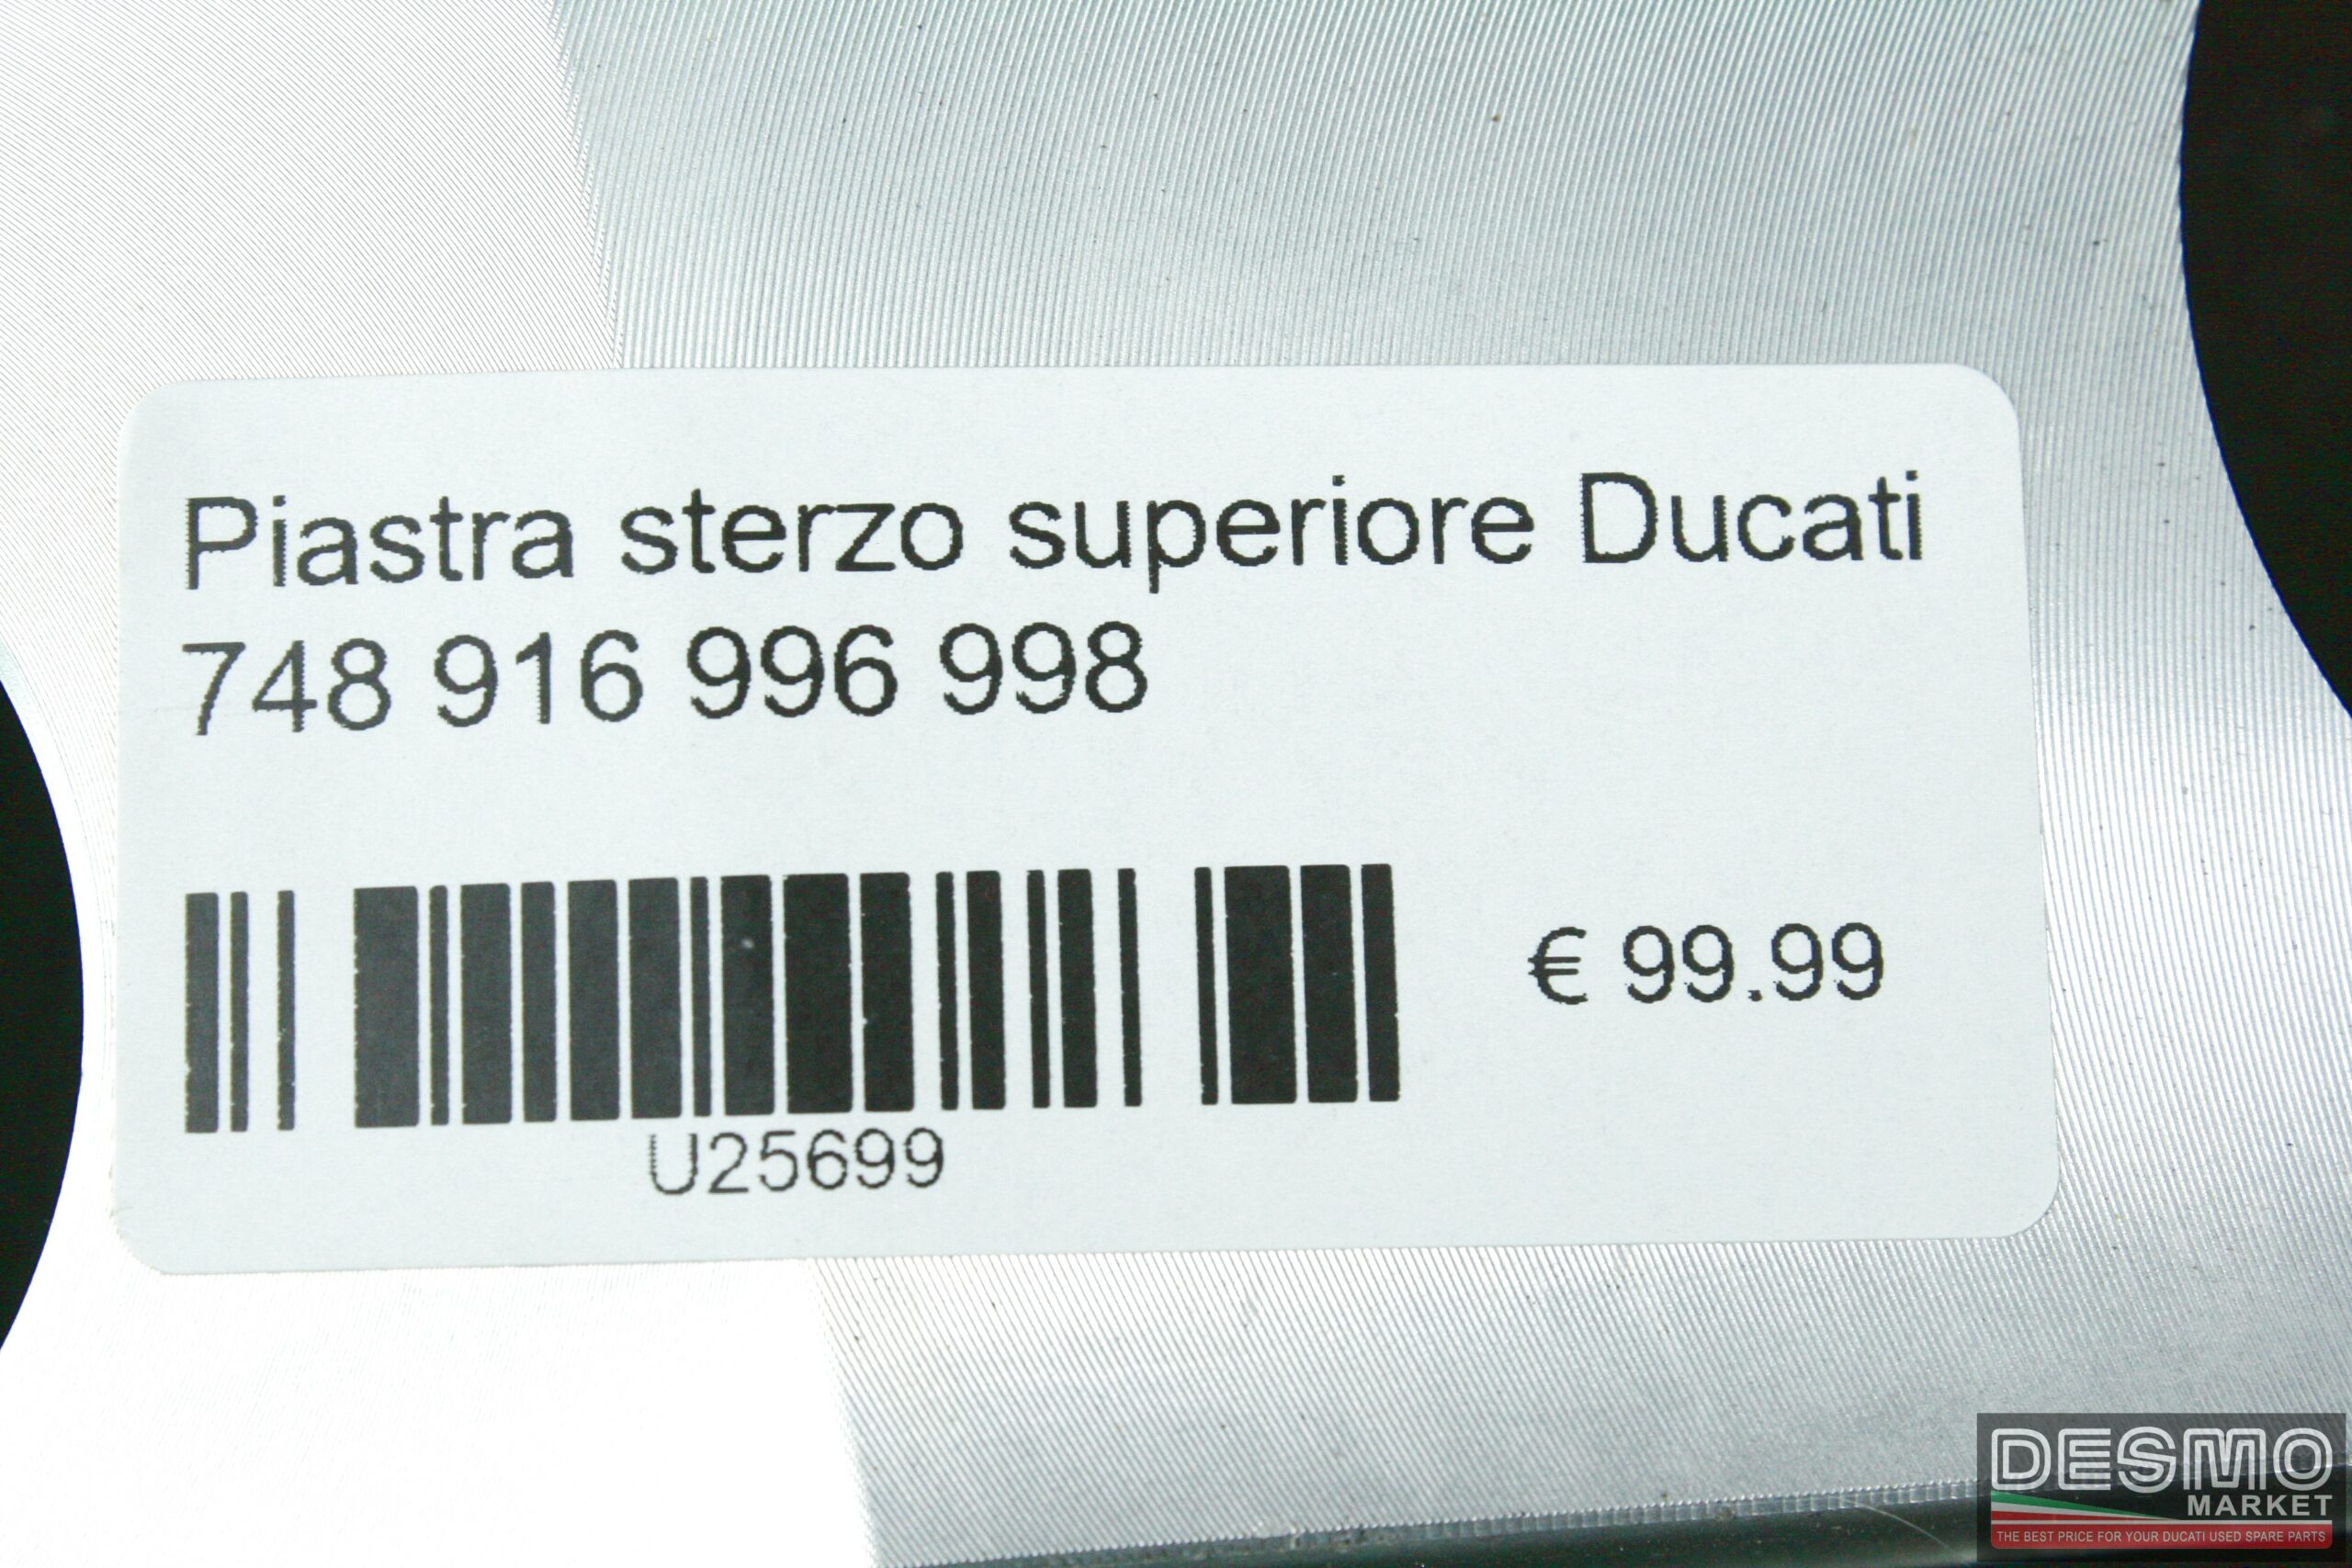 Piastra sterzo superiore Ducati
748 916 996 998
€ 99.99
U25699
DESMO
MARKET
THE BEST PRICE FOR YOUR DUCATI USED SPARE PARTS